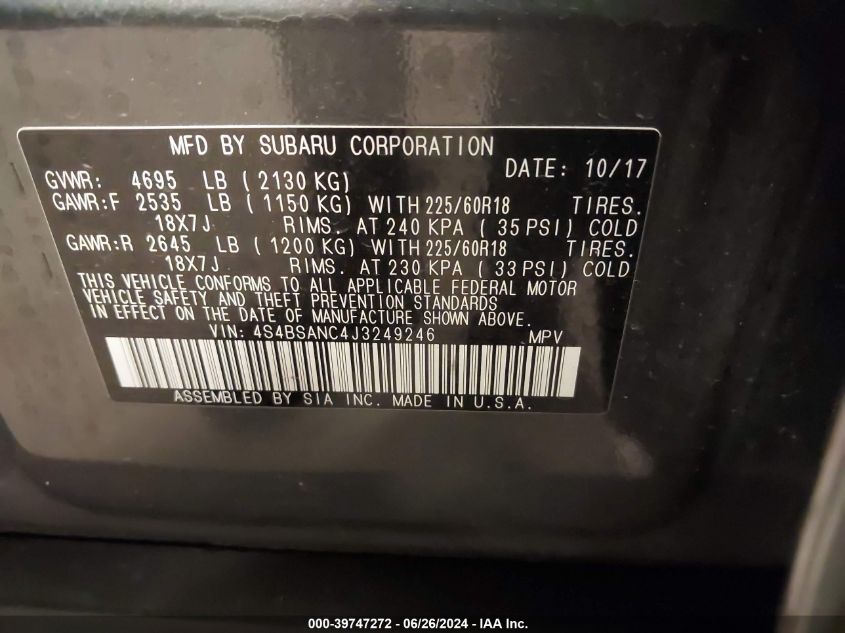 MFD BY SUBARU CORPORATION
DATE: 10/17
GVWR: 4695 LB ( 2130 KG)
GAWR:F 2535 LB ( 1150 KG) WITH 225/60R18 TIRES.
18X7J RIMS. AT 240 KPA ( 35 PSI) COLD
GAWR:R 2645 LB ( 1200 KG) WITH 225/60R18 TIRES.
18X7J RIMS. AT 230 KPA ( 33 PSI) COLD
THIS VEHICLE CONFORMS TO ALL APPLICABLE FEDERAL MOTOR
VEHICLE SAFETY AND THEFT PREVENTION STANDARDS
IN EFFECT ON THE DATE OF MANUFACTURE SHOWN ABOVE.
VIN: 4S4BSANC4J3249246 MPV
ASSEMBLED BY SIA INC. MADE IN U.S.A.
000-39747272 - 06/26/2024 - IAA Inc.